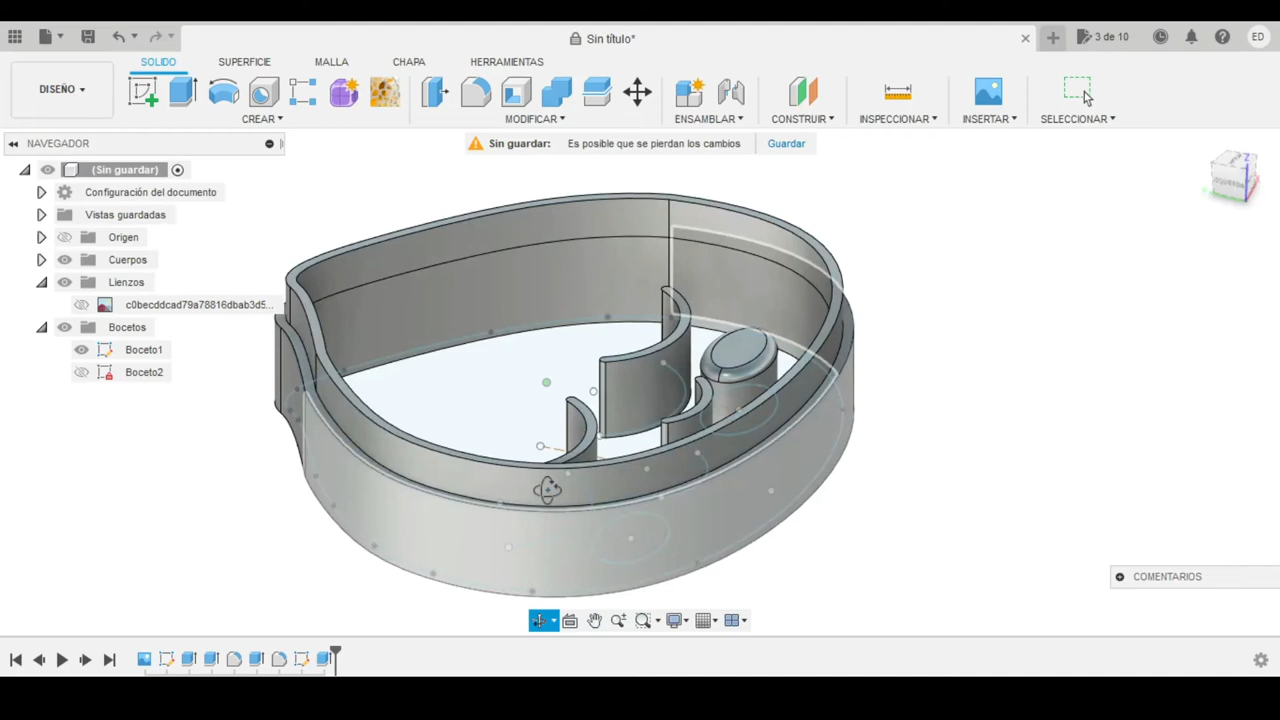 Sin título*
3 de 10
ED
DISEÑO
SOLIDO
SUPERFICIE
MALLA
CHAPA
HERRAMIENTAS
CREAR
MODIFICAR
ENSAMBLAR
CONSTRUIR
INSPECCIONAR
INSERTAR
SELECCIONAR
NAVEGADOR
Sin guardar: Es posible que se pierdan los cambios Guardar
(Sin guardar)
Configuración del documento
Vistas guardadas
Origen
Cuerpos
Lienzos
c0becddcad79a78816dbab3d5...
Bocetos
Boceto1
Boceto2
Z
COMENTARIOS